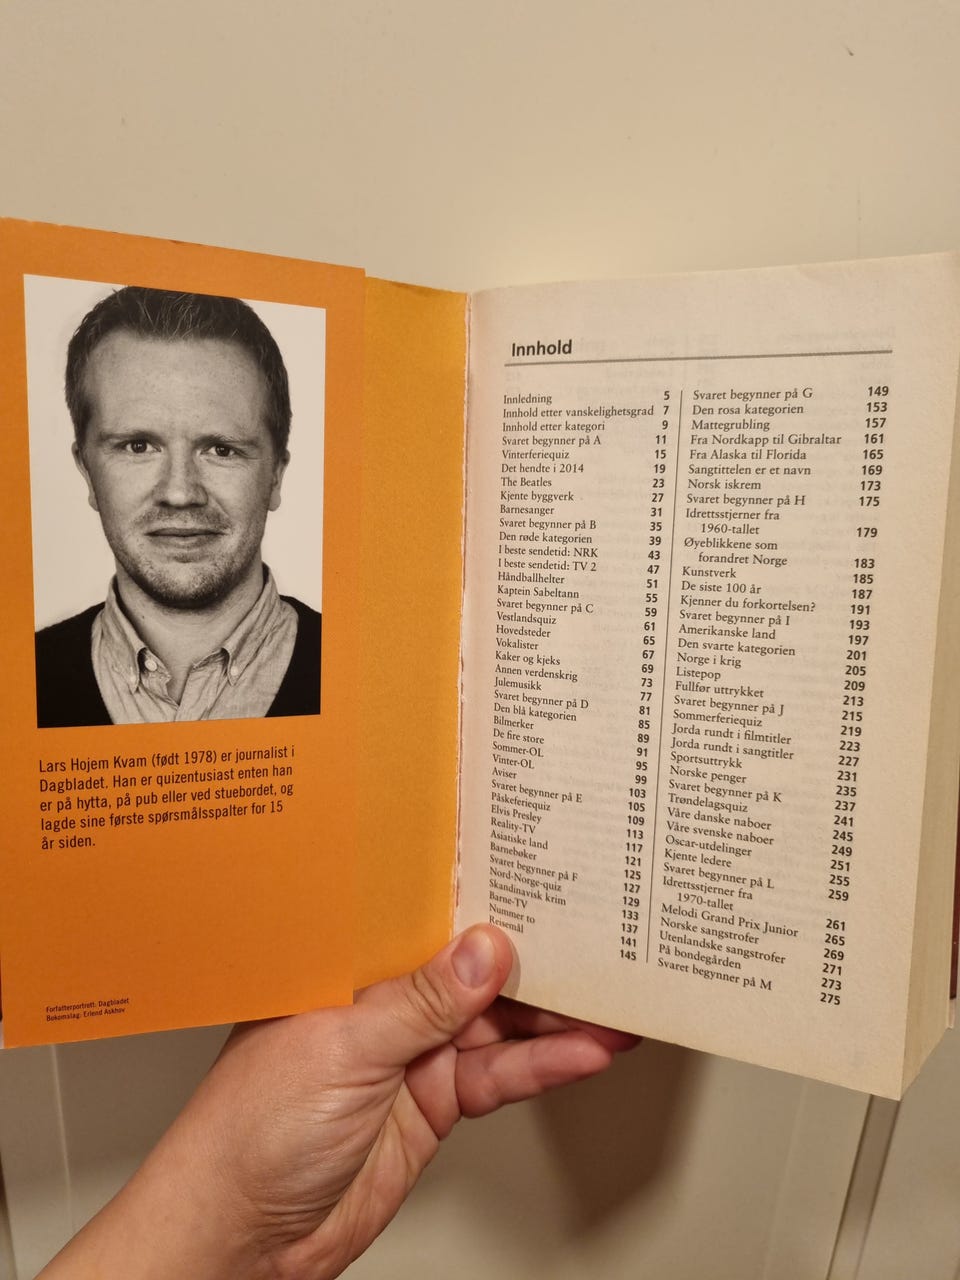 Lars Hojem Kvam (født 1978) er journalist i
Dagbladet. Han er quizentusiast enten han
er på hytta, på pub eller ved stuebordet, og
lagde sine første spørsmålsspalter for 15
år siden.
Forfatterportrett: Dagbladet
Bokomslag: Erlend Askhov
Innhold
Innledning 5
Innhold etter vanskelighetsgrad 7
Innhold etter kategori 9
Svaret begynner på A 11
Vinterferiequiz 15
Det hendte i 2014 19
The Beatles 23
Kjente byggverk 27
Barnesanger 31
Svaret begynner på B 35
Den røde kategorien 39
I beste sendetid: NRK 43
I beste sendetid: TV 2 47
Håndballhelter 51
Kaptein Sabeltann 55
Svaret begynner på C 59
Vestlandsquiz 61
Hovedsteder 65
Vokalister 67
Kaker og kjeks 69
Annen verdenskrig 73
Julemusikk 77
Svaret begynner på D 81
Den blå kategorien 85
Bilmerker 89
De fire store 91
Sommer-OL 95
Vinter-OL 99
Aviser 103
Svaret begynner på E 105
Påskeferiequiz 109
Elvis Presley 113
Reality-TV 117
Asiatiske land 121
Barnebøker 125
Svaret begynner på F 127
Nord-Norge-quiz 129
Skandinavisk krim 133
Barne-TV 137
Nummer to 141
Reisemål 145
Svaret begynner på G 149
Den rosa kategorien 153
Mattegrubling 157
Fra Nordkapp til Gibraltar 161
Fra Alaska til Florida 165
Sangtittelen er et navn 169
Norsk iskrem 173
Svaret begynner på H 175
Idrettsstjerner fra
1960-tallet 179
Øyeblikkene som
forandret Norge 183
Kunstverk 185
De siste 100 år 187
Kjenner du forkortelsen? 191
Svaret begynner på I 193
Amerikanske land 197
Den svarte kategorien 201
Norge i krig 205
Listepop 209
Fullfør uttrykket 213
Svaret begynner på J 215
Sommerferiequiz 219
Jorda rundt i filmtitler 223
Jorda rundt i sangtitler 227
Sportsuttrykk 231
Norske penger 235
Svaret begynner på K 237
Trøndelagsquiz 241
Våre danske naboer 245
Våre svenske naboer 249
Oscar-utdelinger 251
Kjente ledere 255
Svaret begynner på L 259
Idrettsstjerner fra
1970-tallet 261
Melodi Grand Prix Junior 265
Norske sangstrofer 269
Utenlandske sangstrofer 271
På bondegården 273
Svaret begynner på M 275